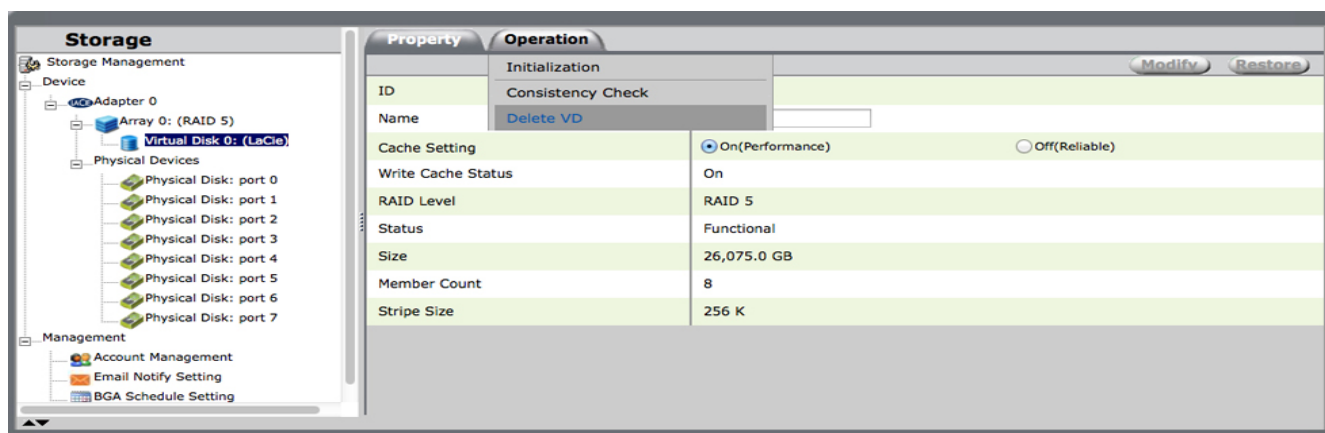 Storage
Storage Management
Device
LACIE Adapter 0
Array 0: (RAID 5)
Virtual Disk 0: (LaCie)
Physical Devices
Physical Disk: port 0
Physical Disk: port 1
Physical Disk: port 2
Physical Disk: port 3
Physical Disk: port 4
Physical Disk: port 5
Physical Disk: port 6
Physical Disk: port 7
Management
Account Management
Email Notify Setting
BGA Schedule Setting
Property Operation
Modify Restore
Initialization
Consistency Check
Delete VD
ID
Name
Cache Setting On(Performance) Off(Reliable)
Write Cache Status On
RAID Level RAID 5
Status Functional
Size 26,075.0 GB
Member Count 8
Stripe Size 256 K